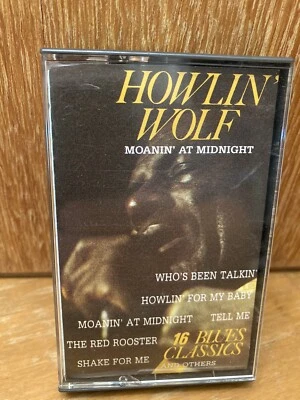 HOWLIN'
WOLF
MOANIN' AT MIDNIGHT
WHO'S BEEN TALKIN'
HOWLIN' FOR MY BABY
MOANIN' AT MIDNIGHT TELL ME
THE RED ROOSTER 16 BLUES
SHAKE FOR ME CLASSICS
AND OTHERS